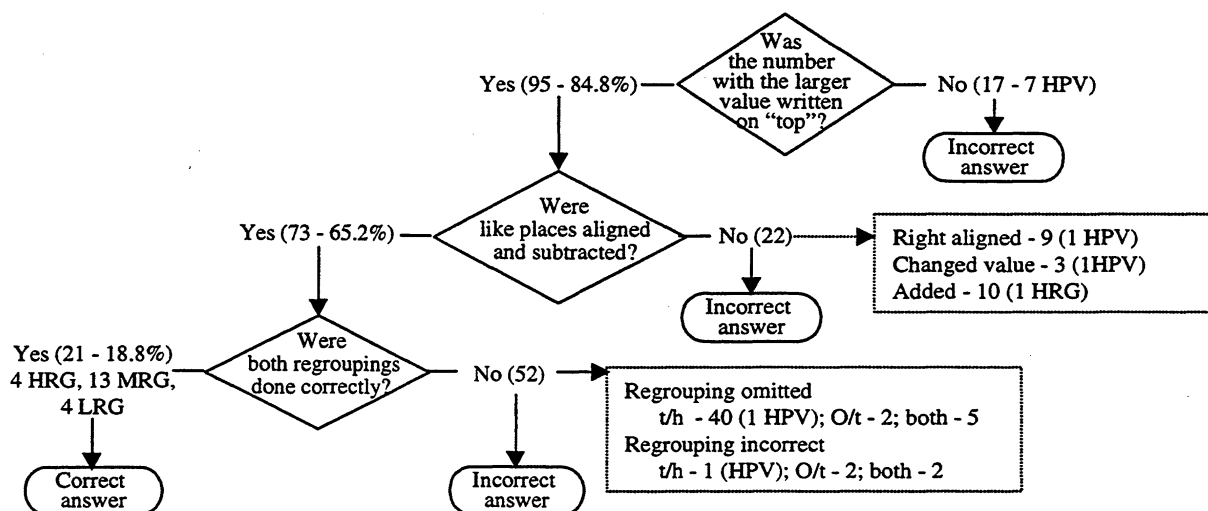 Was
the number
with the larger
value written
on “top”?
Yes (95 - 84.8%)
No (17 - 7 HPV)
Incorrect
answer
Were
like places aligned
and subtracted?
Yes (73 - 65.2%)
No (22)
Right aligned - 9 (1 HPV)
Changed value - 3 (1HPV)
Added - 10 (1 HRG)
Incorrect
answer
Were
both regroupings
done correctly?
Yes (21 - 18.8%)
4 HRG, 13 MRG,
4 LRG
No (52)
Regrouping omitted
t/h - 40 (1 HPV); O/t - 2; both - 5
Regrouping incorrect
t/h - 1 (HPV); O/t - 2; both - 2
Correct
answer
Incorrect
answer